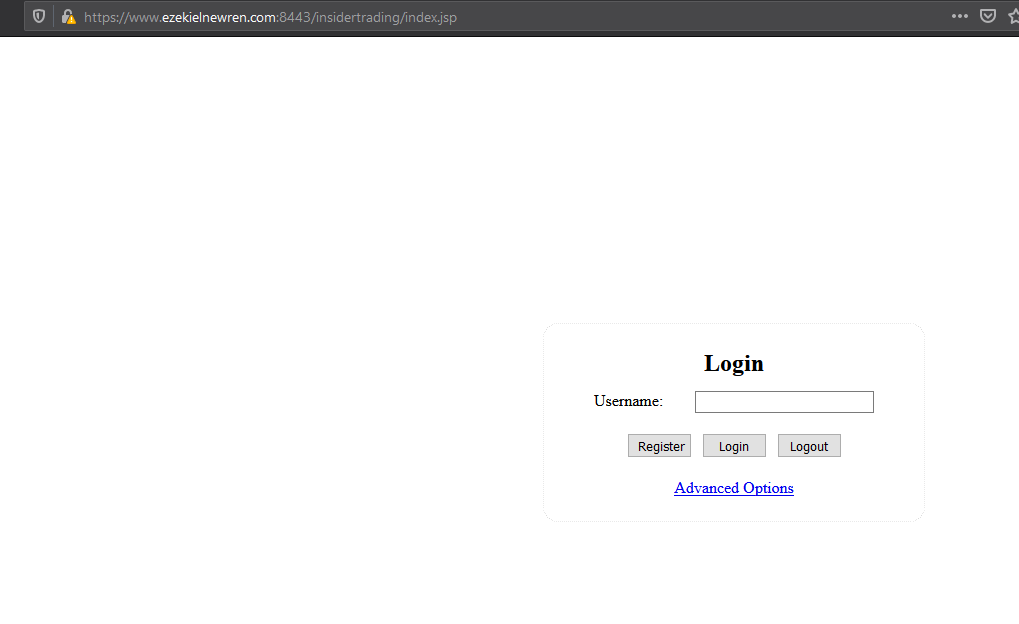 https://www.ezekielnewren.com:8443/insidertrading/index.jsp
Login
Username:
Register Login Logout
Advanced Options